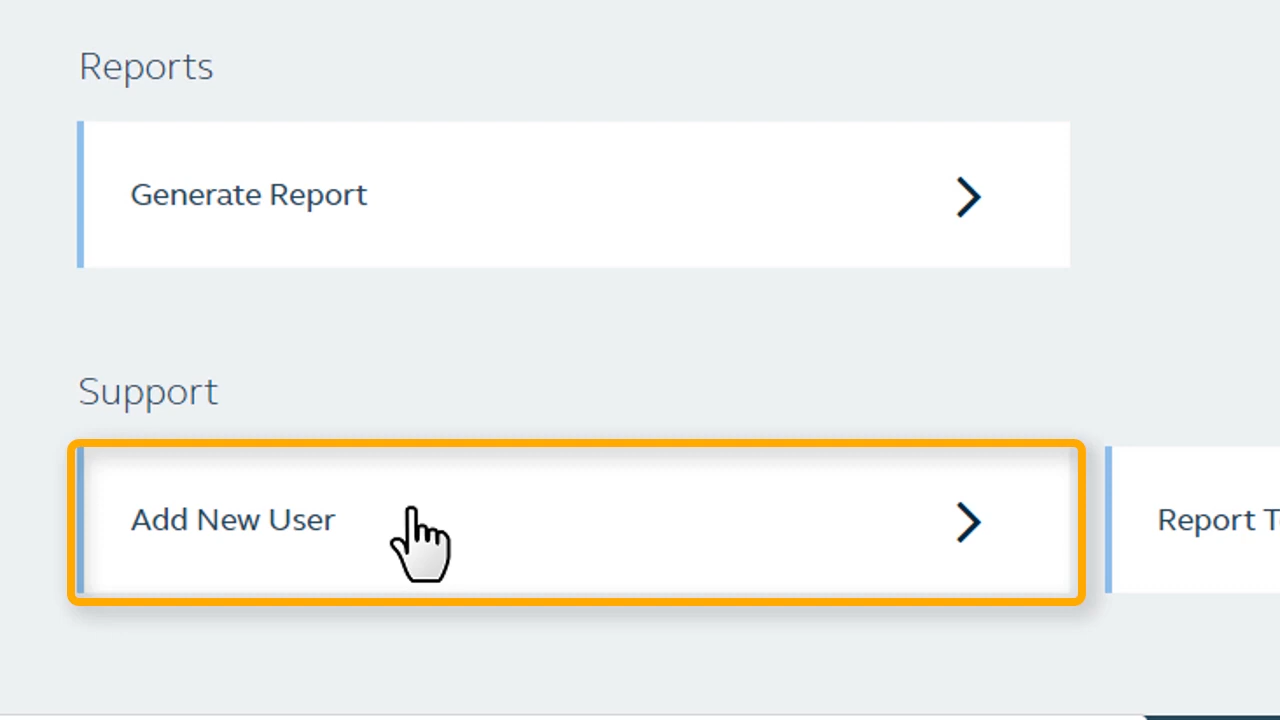 Reports
Generate Report
Support
Add New User
Report